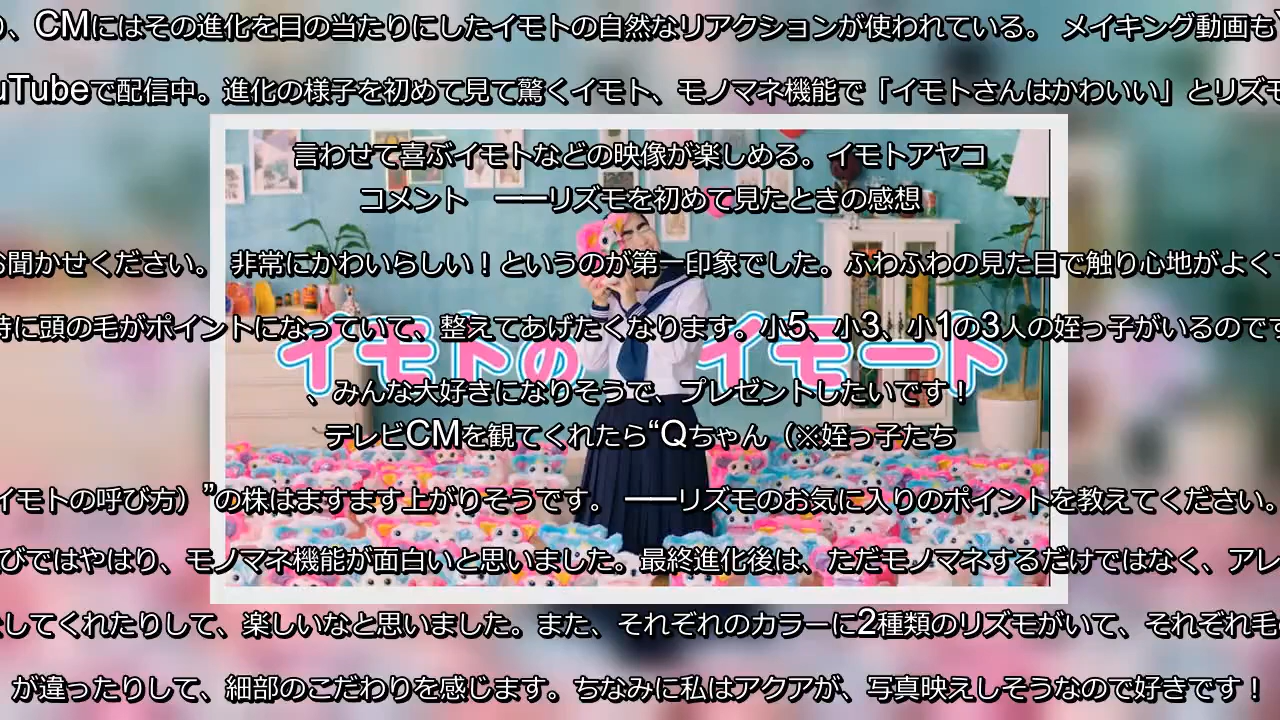 、CMにはその進化を目の当たりにしたイモトの自然なリアクションが使われている。 メイキング動画もY
uTubeで配信中。進化の様子を初めて見て驚くイモト、モノマネ機能で「イモトさんはかわいい」とリズモ
言わせて喜ぶイモトなどの映像が楽しめる。イモトアヤコ
コメント ――リズモを初めて見たときの感想
お聞かせください。 非常にかわいらしい！というのが第一印象でした。ふわふわの見た目で触り心地がよくて
特に頭の毛がポイントになっていて、整えてあげたくなります。小5、小3、小1の3人の姪っ子がいるのです
イモトの イモート
、みんな大好きになりそうで、プレゼントしたいです！
テレビCMを観てくれたら“Qちゃん（※姪っ子たち
イモトの呼び方）”の株はますます上がりそうです。 ――リズモのお気に入りのポイントを教えてください。
びではやはり、モノマネ機能が面白いと思いました。最終進化後は、ただモノマネするだけではなく、アレ
してくれたりして、楽しいなと思いました。また、それぞれのカラーに2種類のリズモがいて、それぞれ毛の
が違ったりして、細部のこだわりを感じます。ちなみに私はアクアが、写真映えしそうなので好きです！